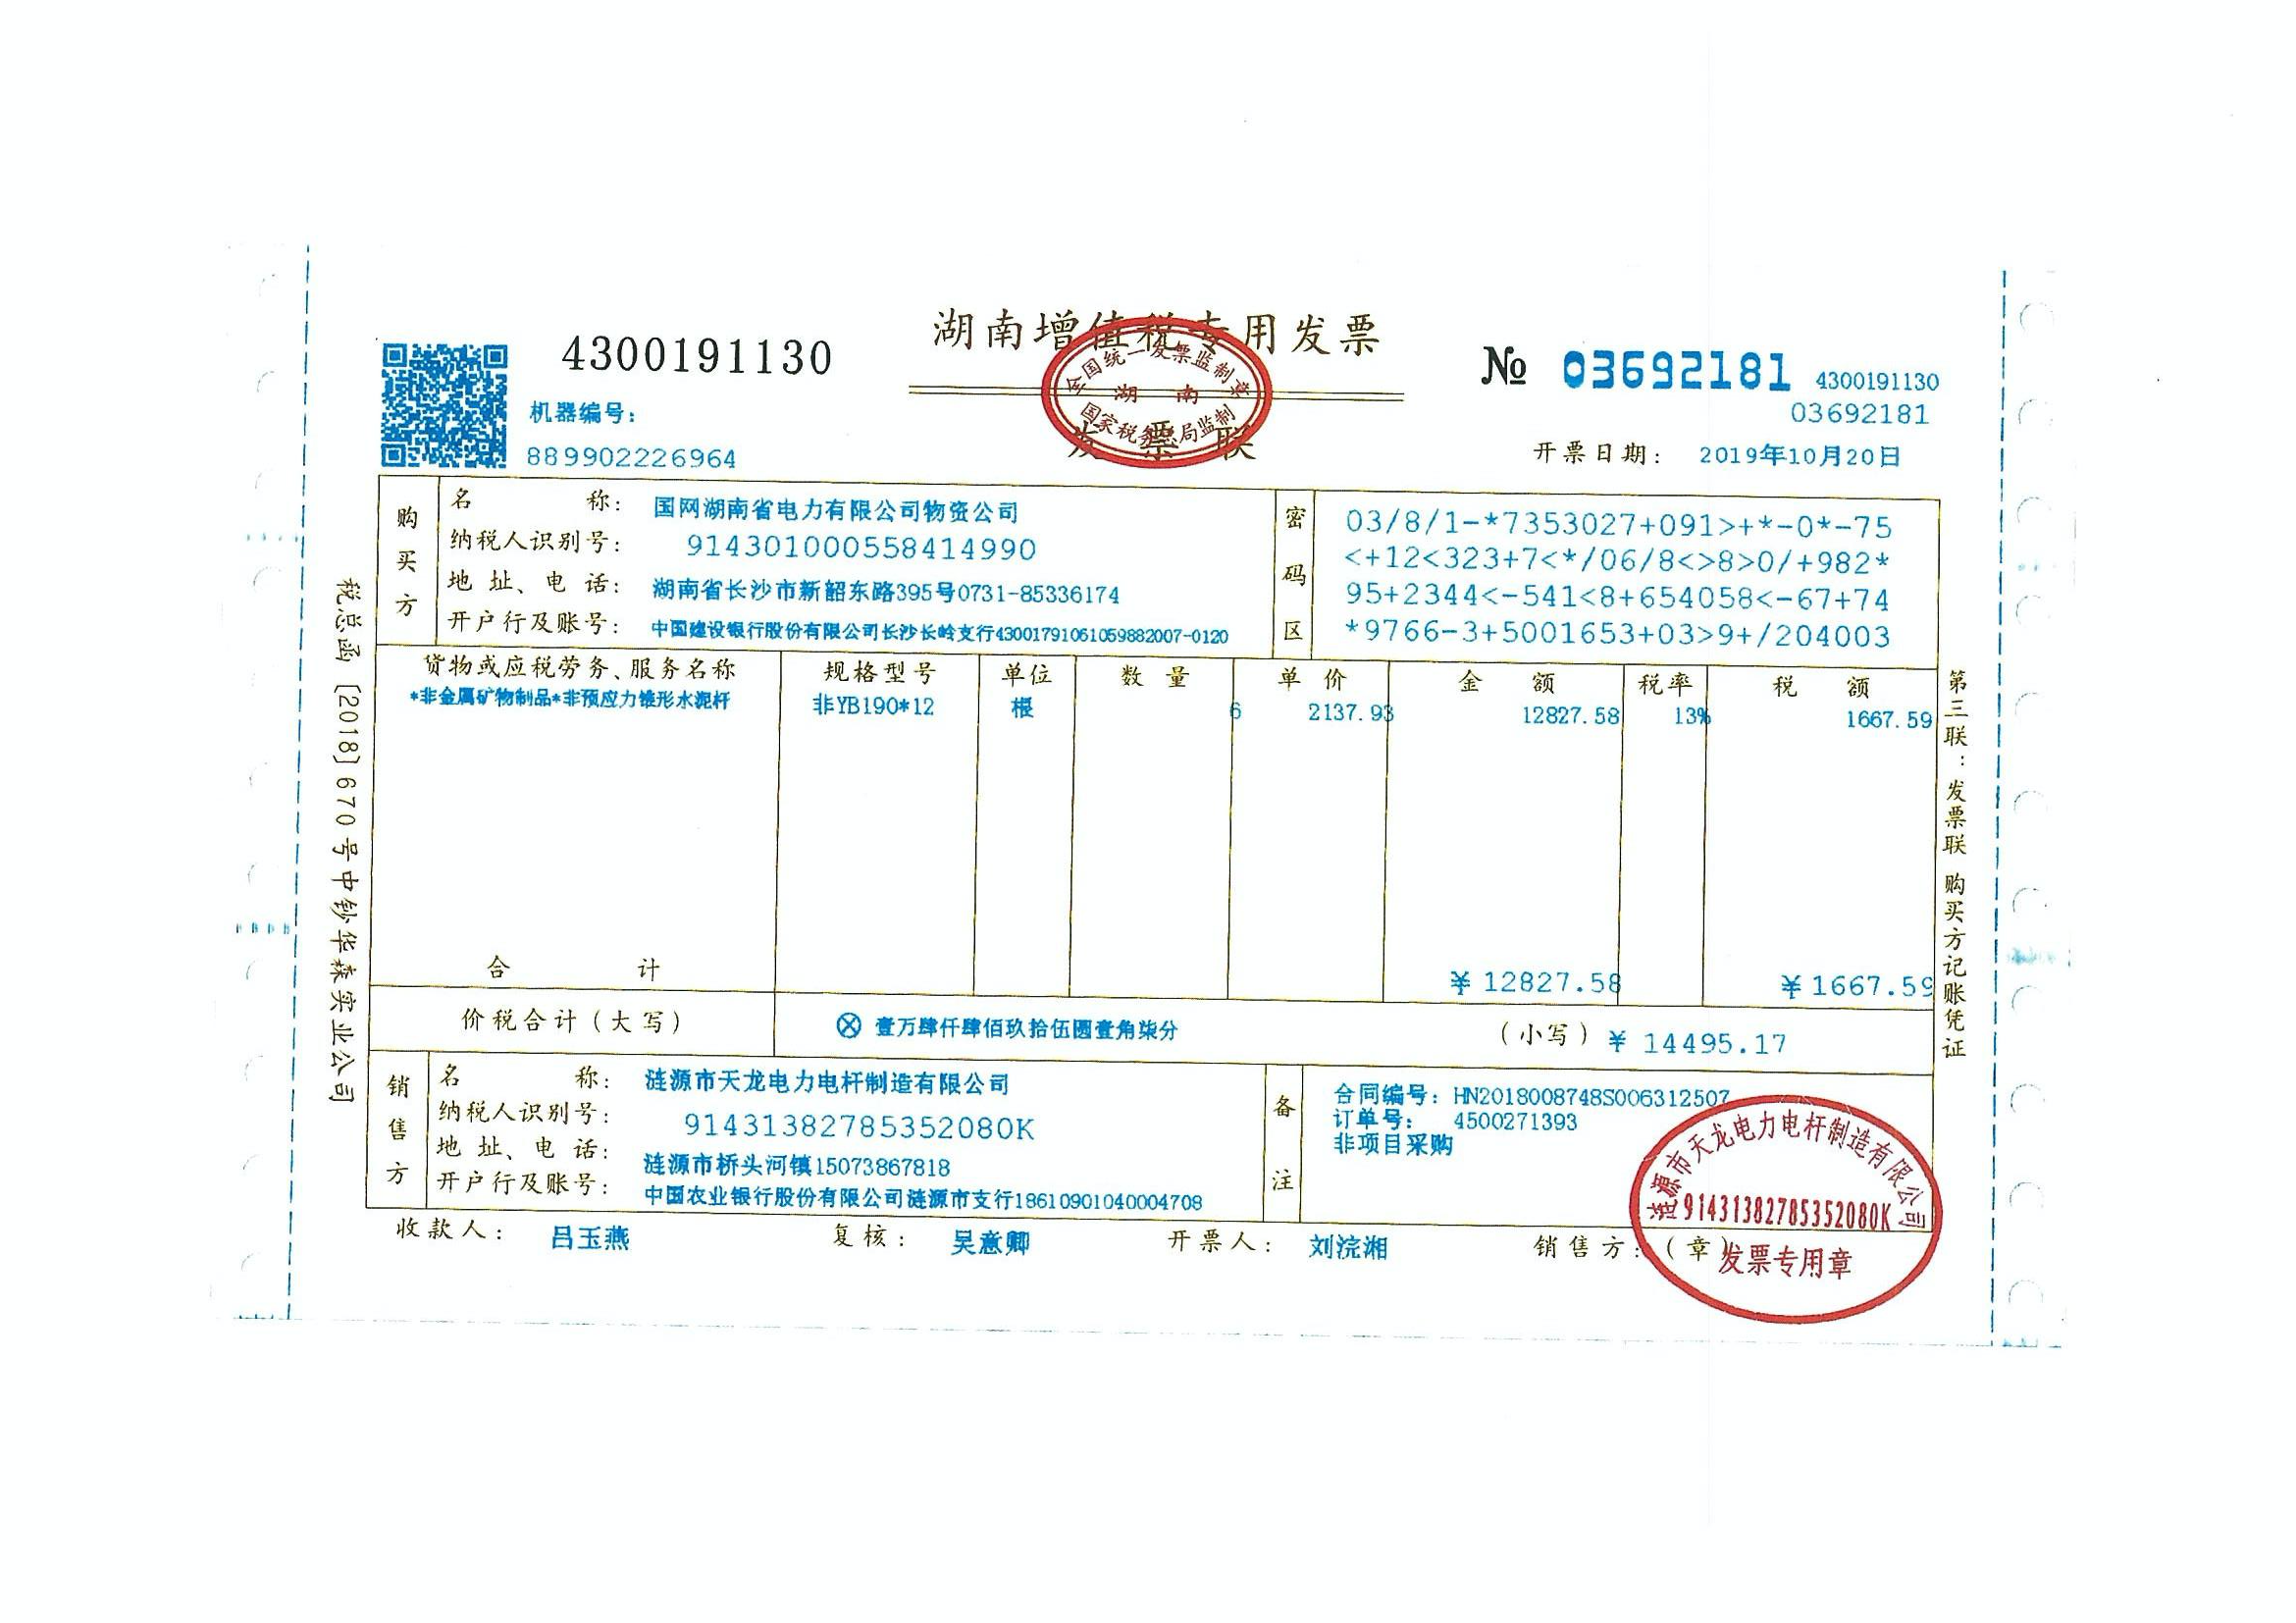 湖南增值税专用发票
发票联
全国统一发票监制章
湖 南
国家税务总局监制
4300191130
机器编号:
889902226964
№ 03692181
4300191130
03692181
开票日期: 2019年10月20日
购买方
名 称: 国网湖南省电力有限公司物资公司
纳税人识别号: 914301000558414990
地 址、电 话: 湖南省长沙市新韶东路395号0731-85336174
开户行及账号: 中国建设银行股份有限公司长沙长岭支行43001791061059882007-0120
密码区
03/8/1-*7353027+091>+*-0*-75
<+12<323+7<*/06/8<>8>0/+982*
95+2344<-541<8+654058<-67+74
*9766-3+5001653+03>9+/204003
货物或应税劳务、服务名称 规格型号 单位 数 量 单 价 金 额 税率 税 额
*非金属矿物制品*非预应力锥形水泥杆 非YB190*12 根 6 2137.93 12827.58 13% 1667.59
合 计 ¥12827.58 ¥1667.59
价税合计(大写) ⊗ 壹万肆仟肆佰玖拾伍圆壹角柒分 (小写) ¥ 14495.17
销售方
名 称: 涟源市天龙电力电杆制造有限公司
纳税人识别号: 91431382785352080K
地 址、电 话: 涟源市桥头河镇15073867818
开户行及账号: 中国农业银行股份有限公司涟源市支行18610901040004708
备注
合同编号: HN2018008748S006312507
订单号: 4500271393
非项目采购
收款人: 吕玉燕 复核: 吴意卿 开票人: 刘浣湘 销售方:(章)
涟源市天龙电力电杆制造有限公司
91431382785352080K
发票专用章
税总函〔2018〕670号中钞华森实业公司
第三联:发票联 购买方记账凭证